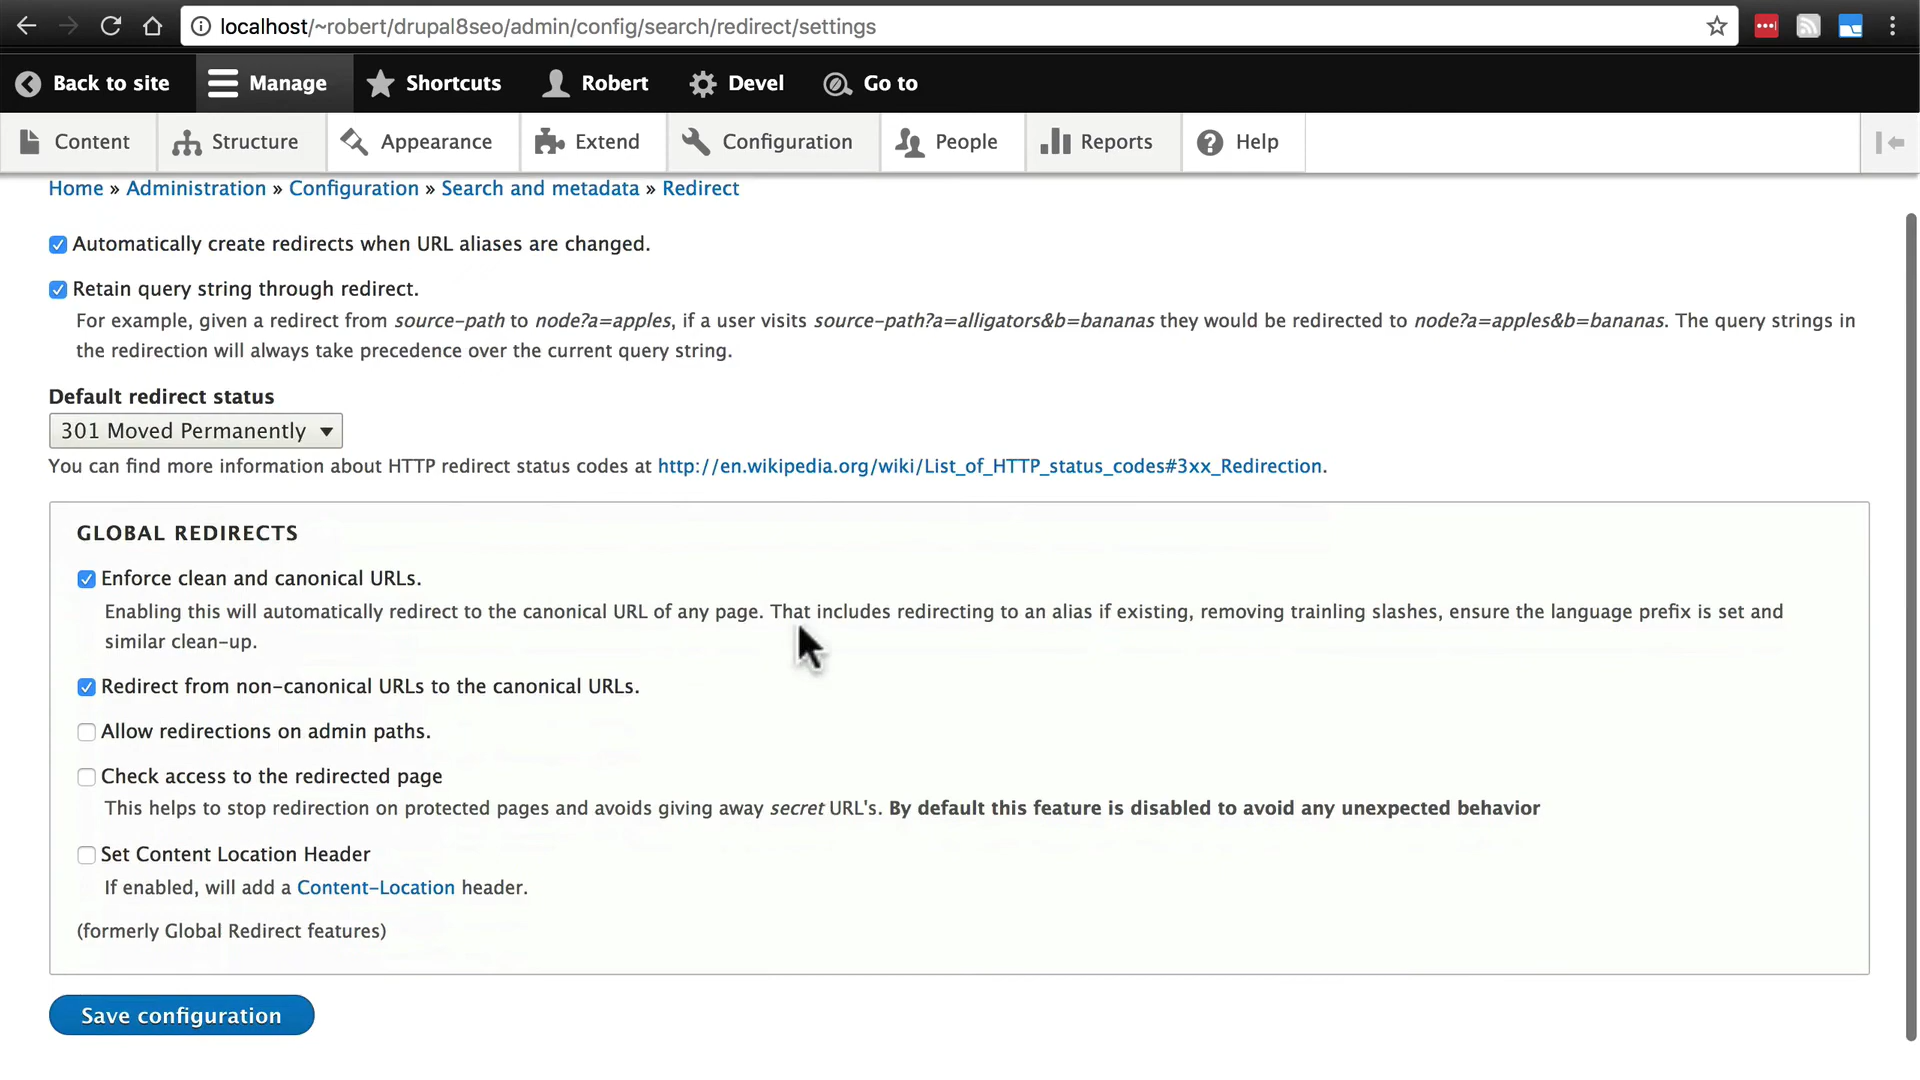 localhost/~robert/drupal8seo/admin/config/search/redirect/settings
Back to site Manage Shortcuts Robert Devel Go to
Content Structure Appearance Extend Configuration People Reports Help
Home » Administration » Configuration » Search and metadata » Redirect
Automatically create redirects when URL aliases are changed.
Retain query string through redirect.
For example, given a redirect from source-path to node?a=apples, if a user visits source-path?a=alligators&b=bananas they would be redirected to node?a=apples&b=bananas. The query strings in
the redirection will always take precedence over the current query string.
Default redirect status
301 Moved Permanently
You can find more information about HTTP redirect status codes at http://en.wikipedia.org/wiki/List_of_HTTP_status_codes#3xx_Redirection.
GLOBAL REDIRECTS
Enforce clean and canonical URLs.
Enabling this will automatically redirect to the canonical URL of any page. That includes redirecting to an alias if existing, removing trainling slashes, ensure the language prefix is set and
similar clean-up.
Redirect from non-canonical URLs to the canonical URLs.
Allow redirections on admin paths.
Check access to the redirected page
This helps to stop redirection on protected pages and avoids giving away secret URL's. By default this feature is disabled to avoid any unexpected behavior
Set Content Location Header
If enabled, will add a Content-Location header.
(formerly Global Redirect features)
Save configuration